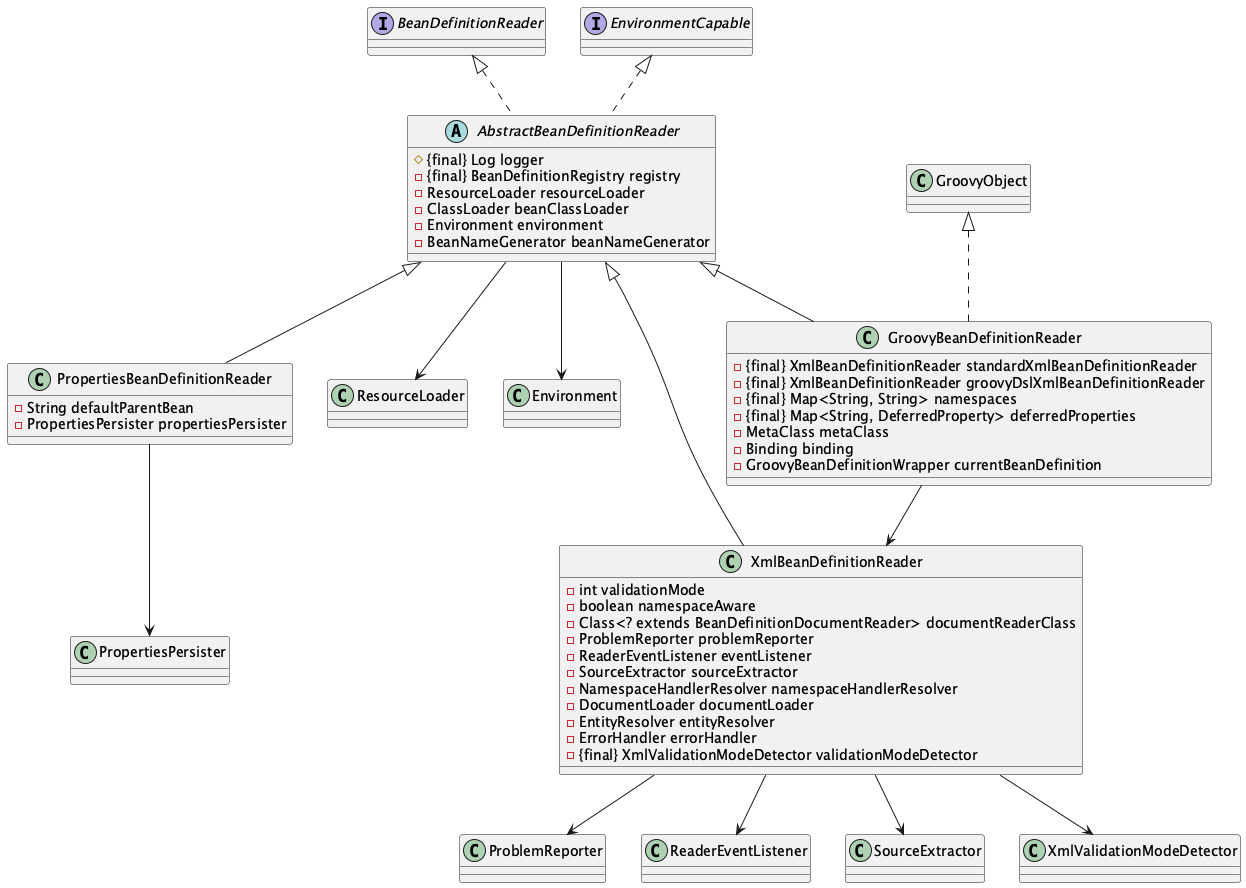 I BeanDefinitionReader
I EnvironmentCapable
A AbstractBeanDefinitionReader
{final} Log logger
{final} BeanDefinitionRegistry registry
ResourceLoader resourceLoader
ClassLoader beanClassLoader
Environment environment
BeanNameGenerator beanNameGenerator
C GroovyObject
C PropertiesBeanDefinitionReader
String defaultParentBean
PropertiesPersister propertiesPersister
C ResourceLoader
C Environment
C GroovyBeanDefinitionReader
{final} XmlBeanDefinitionReader standardXmlBeanDefinitionReader
{final} XmlBeanDefinitionReader groovyDslXmlBeanDefinitionReader
{final} Map<String, String> namespaces
{final} Map<String, DeferredProperty> deferredProperties
MetaClass metaClass
Binding binding
GroovyBeanDefinitionWrapper currentBeanDefinition
C PropertiesPersister
C XmlBeanDefinitionReader
int validationMode
boolean namespaceAware
Class<? extends BeanDefinitionDocumentReader> documentReaderClass
ProblemReporter problemReporter
ReaderEventListener eventListener
SourceExtractor sourceExtractor
NamespaceHandlerResolver namespaceHandlerResolver
DocumentLoader documentLoader
EntityResolver entityResolver
ErrorHandler errorHandler
{final} XmlValidationModeDetector validationModeDetector
C ProblemReporter
C ReaderEventListener
C SourceExtractor
C XmlValidationModeDetector